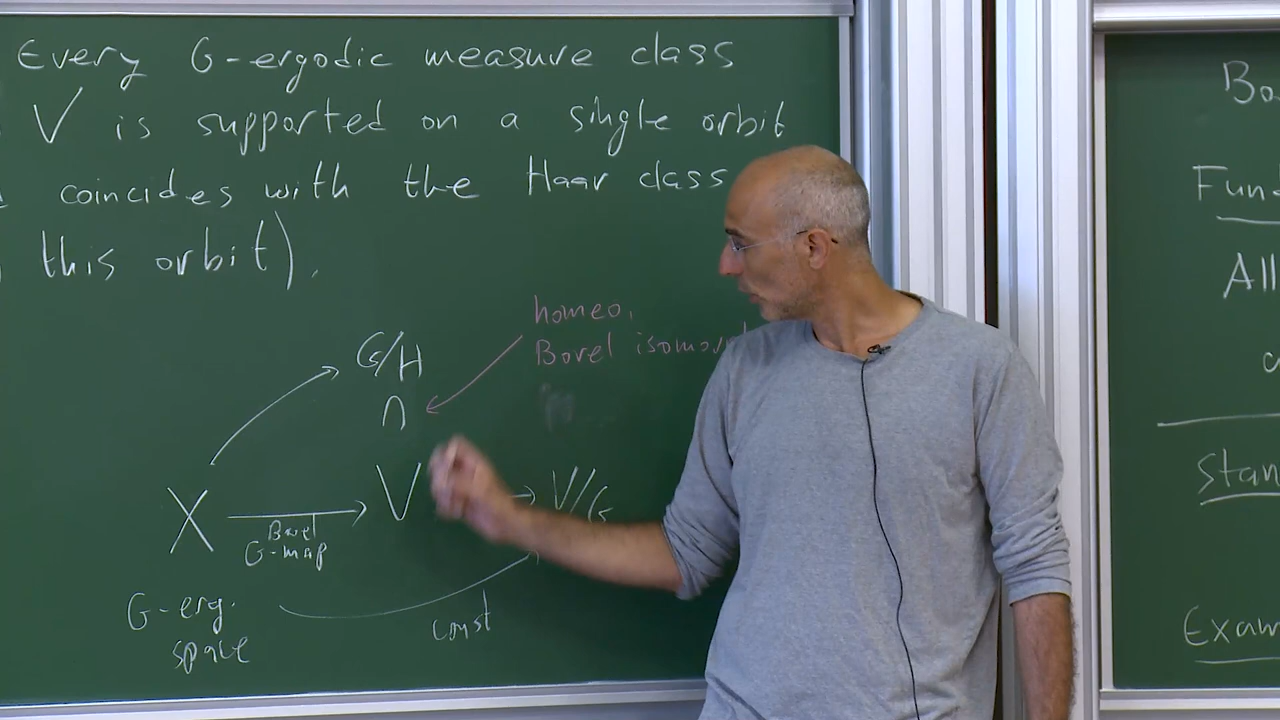 Every G-ergodic measure class
V is supported on a single orbit
coincides with the Haar class
this orbit).
homeo,
Borel
G/H
∩
X
V
V//G
Borel
G-map
G-erg.
space
const
Bo
Fun
All
Stan
Exam